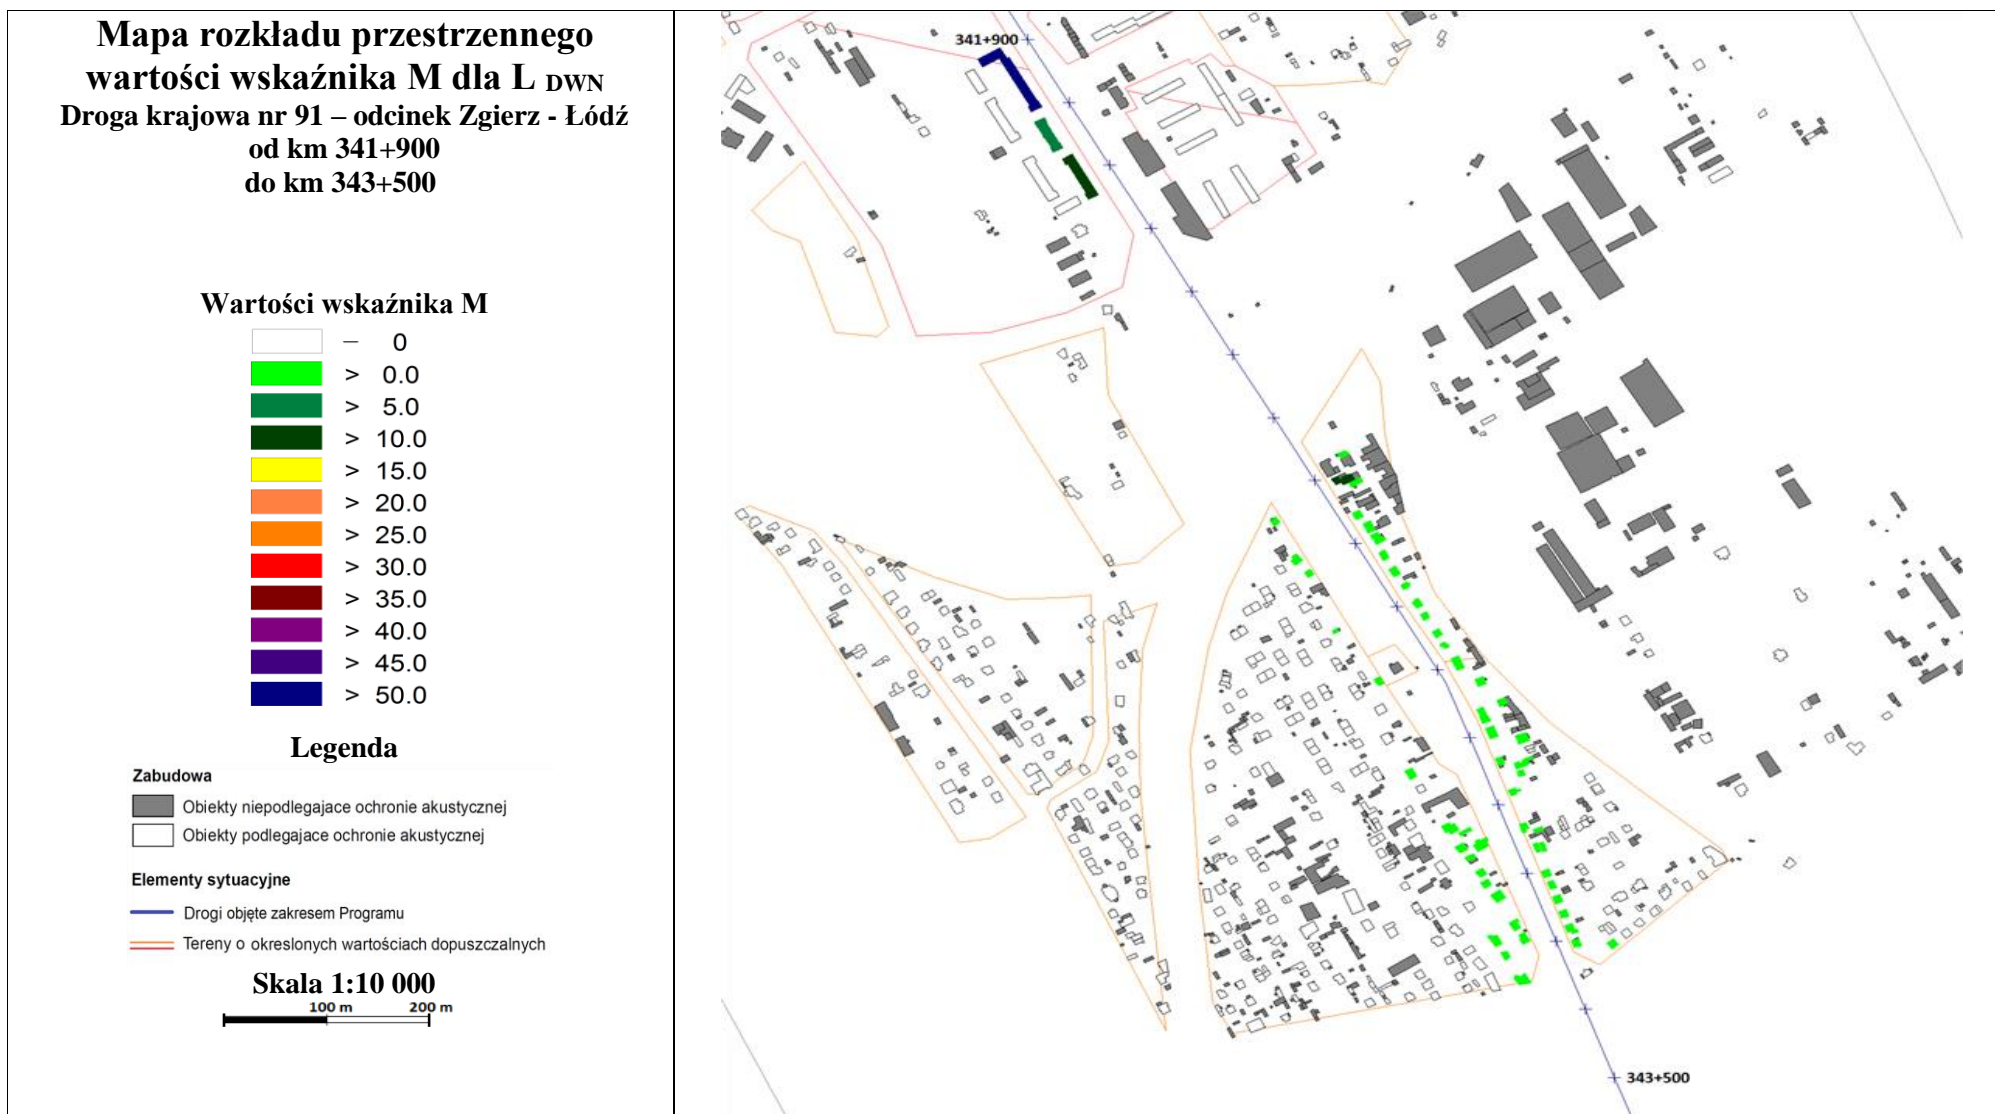 Mapa rozkładu przestrzennego
wartości wskaźnika M dla L DWN
Droga krajowa nr 91 – odcinek Zgierz - Łódź
od km 341+900
do km 343+500
Wartości wskaźnika M
– 0
> 0.0
> 5.0
> 10.0
> 15.0
> 20.0
> 25.0
> 30.0
> 35.0
> 40.0
> 45.0
> 50.0
Legenda
Zabudowa
Obiekty niepodlegajace ochronie akustycznej
Obiekty podlegajace ochronie akustycznej
Elementy sytuacyjne
Drogi objęte zakresem Programu
Tereny o okreslonych wartościach dopuszczalnych
Skala 1:10 000
100 m 200 m
341+900
343+500